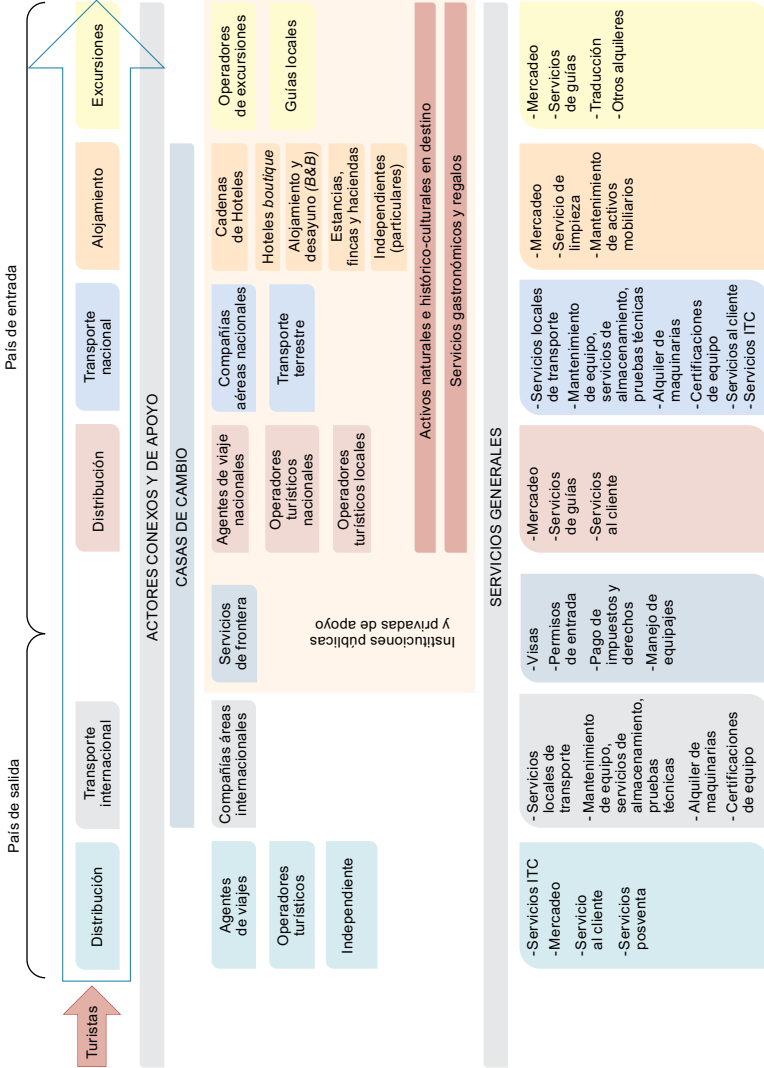 País de salida
País de entrada
Turistas
Distribución
Transporte
internacional
Distribución
Transporte
nacional
Alojamiento
Excursiones
ACTORES CONEXOS Y DE APOYO
CASAS DE CAMBIO
Agentes
de viajes
Operadores
turísticos
Independiente
Compañías áreas
internacionales
Servicios
de frontera
Instituciones públicas
y privadas de apoyo
Agentes de viaje
nacionales
Operadores
turísticos
nacionales
Operadores
turísticos locales
Compañías
aéreas nacionales
Transporte
terrestre
Cadenas
de Hoteles
Hoteles boutique
Alojamiento y
desayuno (B&B)
Estancias,
fincas y haciendas
Independientes
(particulares)
Operadores
de excursiones
Guías locales
Activos naturales e histórico-culturales en destino
Servicios gastronómicos y regalos
SERVICIOS GENERALES
- Servicios ITC
- Mercadeo
- Servicio
al cliente
- Servicios
posventa
- Servicios
locales de
transporte
- Mantenimiento
de equipo,
servicios de
almacenamiento,
pruebas
técnicas
- Alquiler de
maquinarias
- Certificaciones
de equipo
- Visas
- Permisos
de entrada
- Pago de
impuestos y
derechos
- Manejo de
equipajes
- Mercadeo
- Servicios
de guías
- Servicios
al cliente
- Servicios locales
de transporte
- Mantenimiento
de equipo,
servicios de
almacenamiento,
pruebas técnicas
- Alquiler de
maquinarias
- Certificaciones
de equipo
- Servicios al cliente
- Servicios ITC
- Mercadeo
- Servicio de
limpieza
- Mantenimiento
de activos
mobiliarios
- Mercadeo
- Servicios
de guías
- Traducción
- Otros alquileres